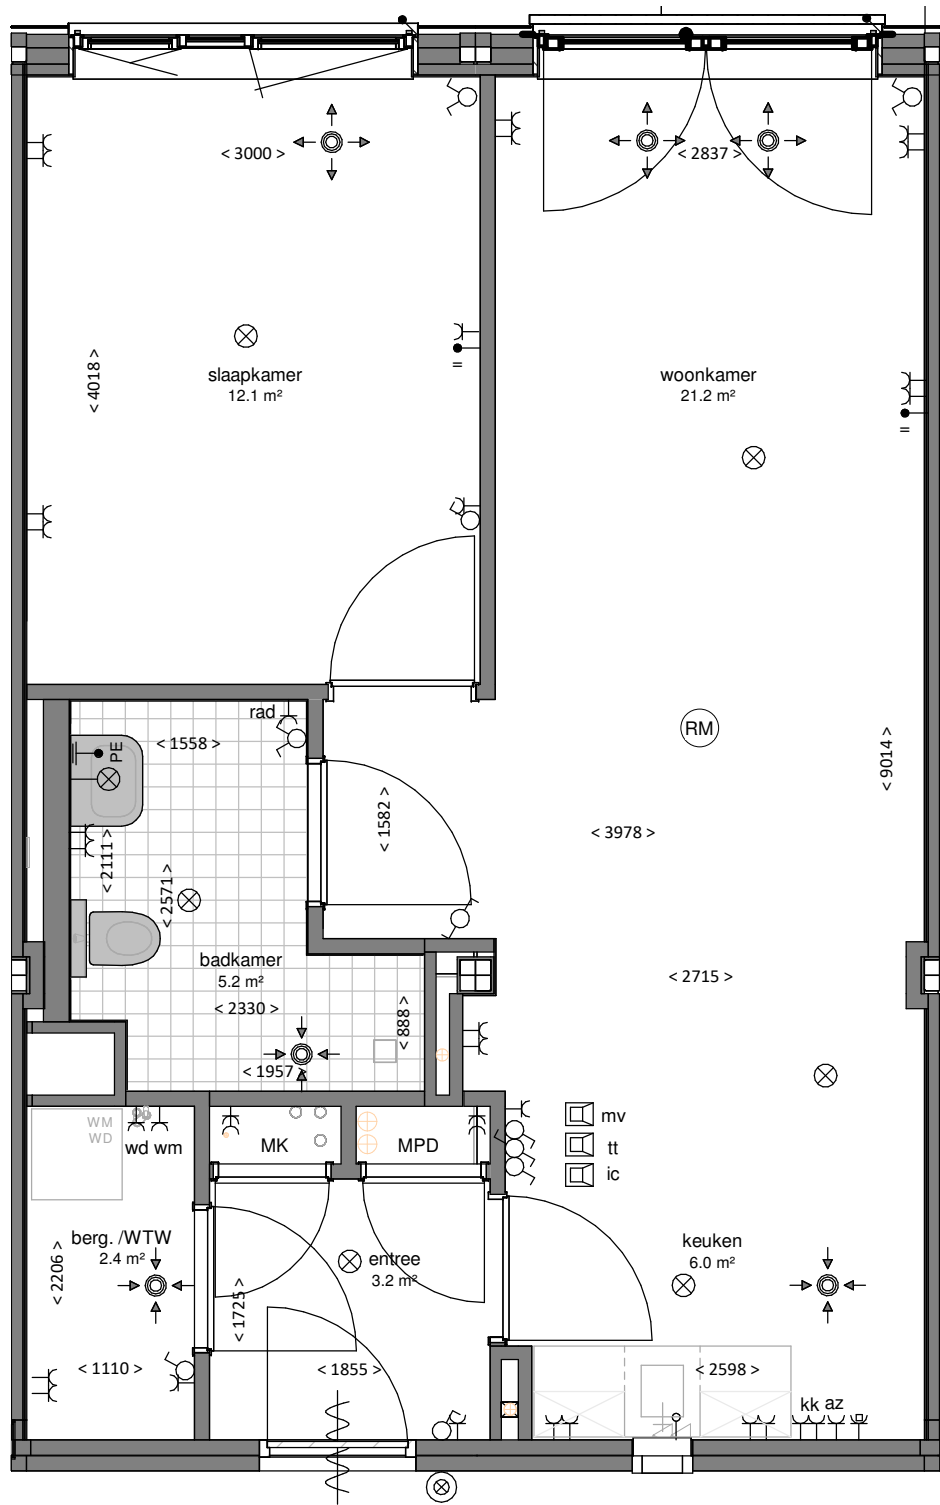 < 3000 >
< 2837 >
< 4018 >
slaapkamer
12.1 m²
=
woonkamer
21.2 m²
=
rad
< 1558 >
PE
RM
< 9014 >
< 1582 >
< 3978 >
< 2111 >
< 2571 >
badkamer
5.2 m²
< 2330 >
< 2715 >
< 888 >
< 1957 >
WM
WD
wd wm
MK
MPD
mv
tt
ic
berg. /WTW
2.4 m²
< 2206 >
entree
3.2 m²
< 1725 >
keuken
6.0 m²
< 1110 >
< 1855 >
< 2598 >
kk az